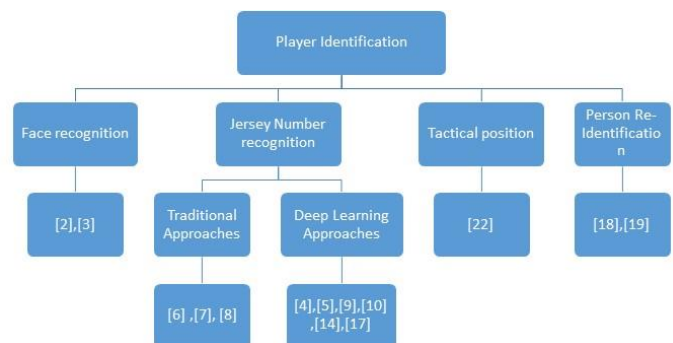 Player Identification
Face recognition
Jersey Number
recognition
Tactical position
Person Re-
Identificatio
n
[2],[3]
Traditional
Approaches
Deep Learning
Approaches
[22]
[18],[19]
[6] ,[7], [8]
[4],[5],[9],[10]
,[14],[17]